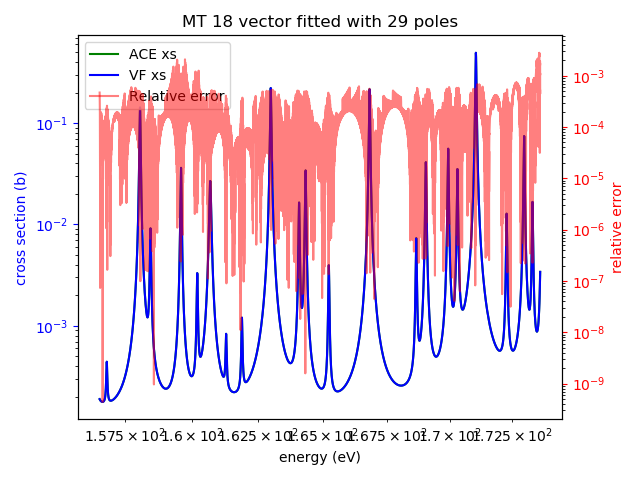 MT 18 vector fitted with 29 poles
ACE xs
VF xs
Relative error
cross section (b)
10⁻¹
10⁻²
10⁻³
10⁻³
10⁻⁴
10⁻⁵
10⁻⁶
10⁻⁷
10⁻⁸
10⁻⁹
relative error
1.575 × 10² 1.6 × 10² 1.625 × 10² 1.65 × 10² 1.675 × 10² 1.7 × 10² 1.725 × 10²
energy (eV)